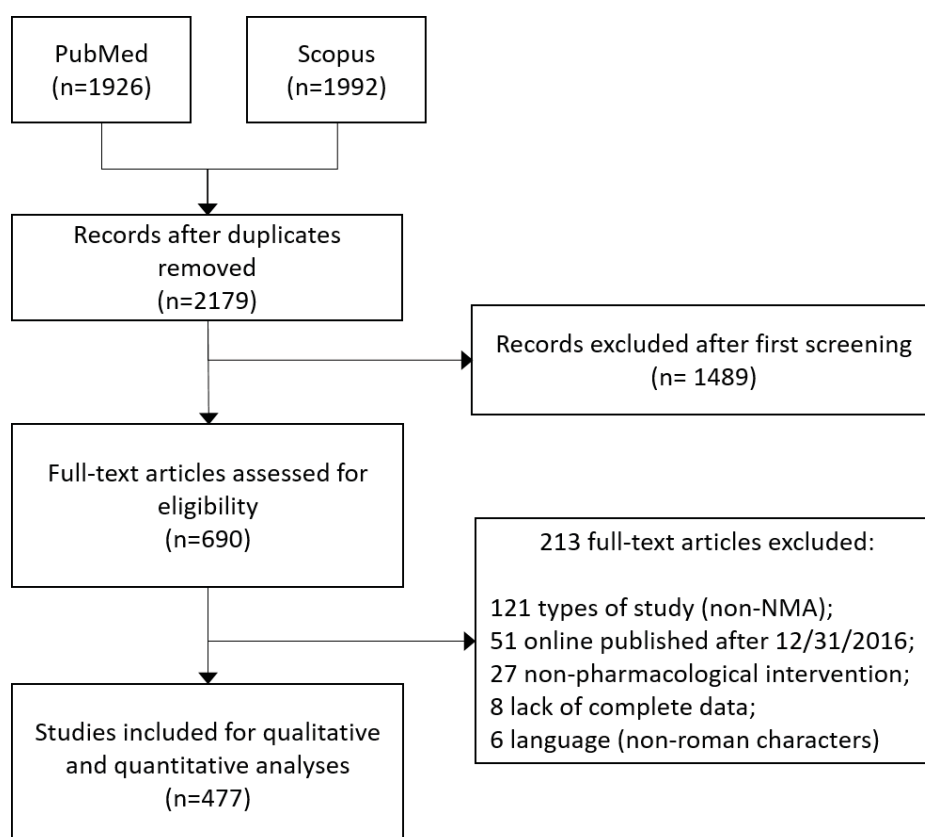 PubMed
(n=1926)
Scopus
(n=1992)
Records after duplicates
removed
(n=2179)
Records excluded after first screening
(n= 1489)
Full-text articles assessed for
eligibility
(n=690)
213 full-text articles excluded:
121 types of study (non-NMA);
51 online published after 12/31/2016;
27 non-pharmacological intervention;
8 lack of complete data;
6 language (non-roman characters)
Studies included for qualitative
and quantitative analyses
(n=477)